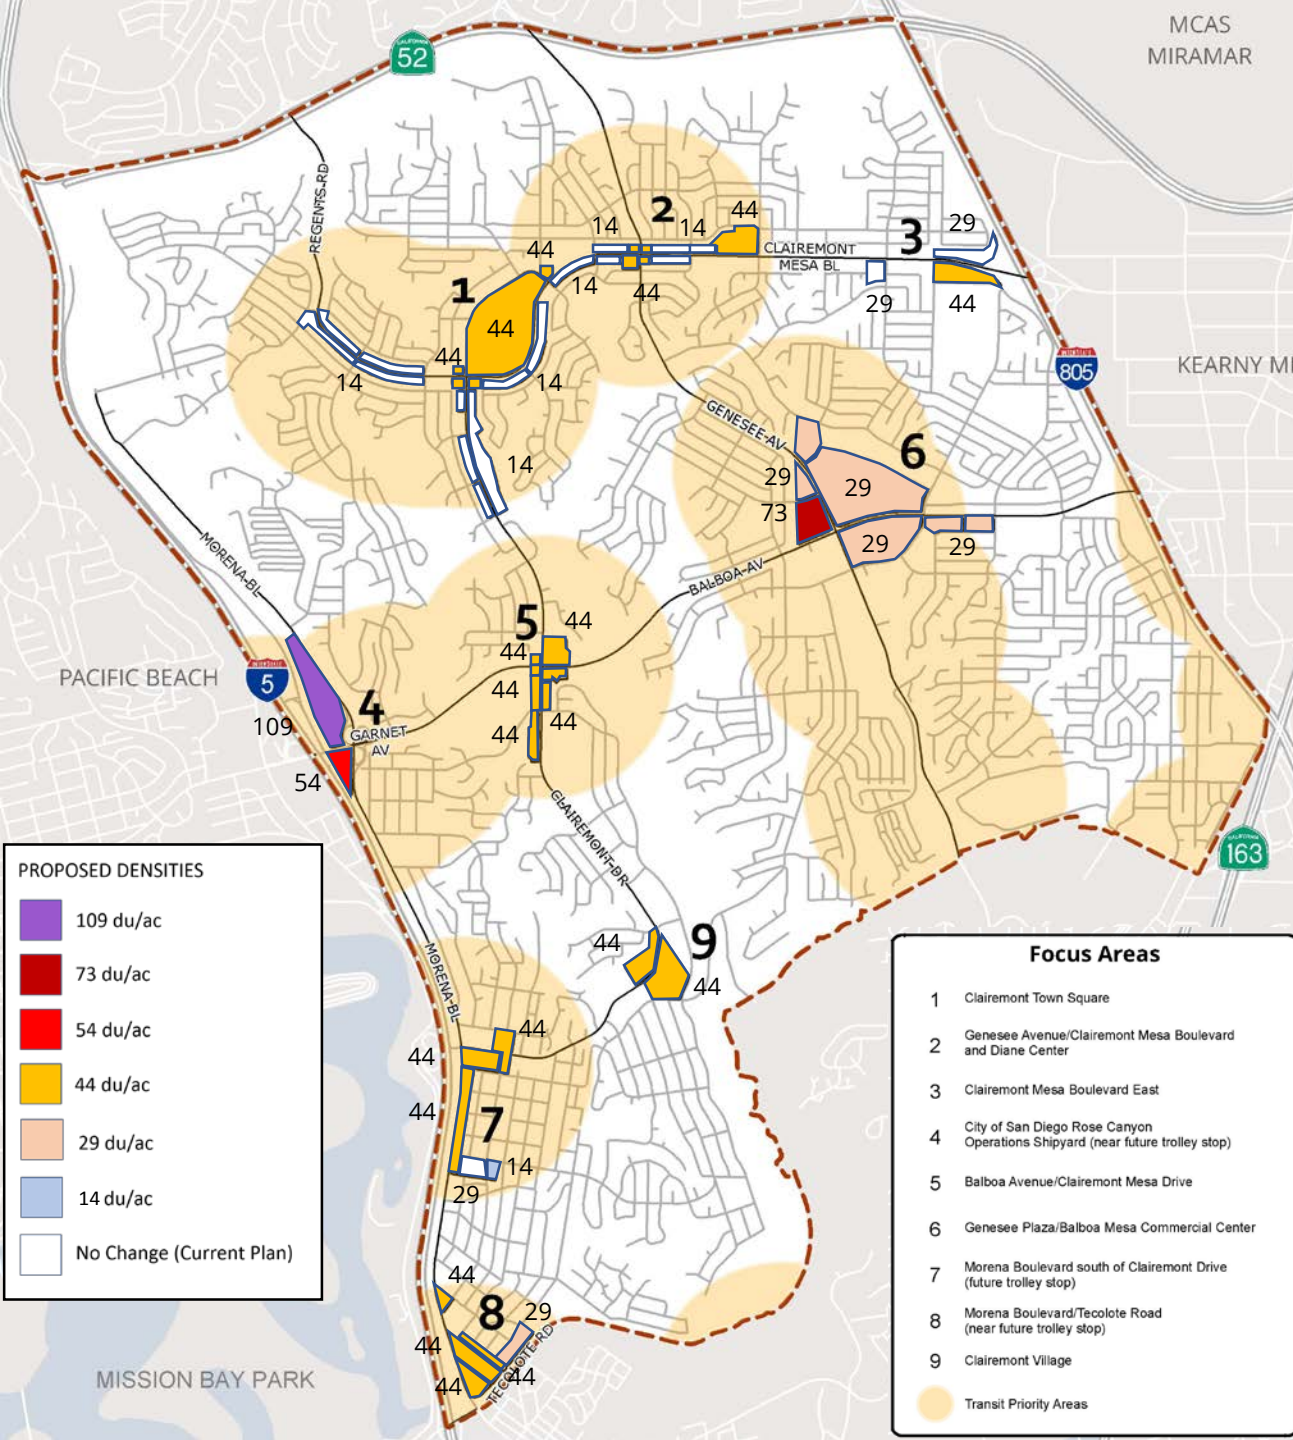 MCAS
MIRAMAR
CALIFORNIA
52
REGENTS RD
2
14
14
44
3
29
44
CLAIREMONT
MESA BL
1
14
44
29
44
44
44
14
14
INTERSTATE
805
KEARNY ME
GENESEE AV
6
14
29
29
73
29
29
MORENA BL
BALBOA AV
5
44
44
PACIFIC BEACH
INTERSTATE
5
44
4
109
GARNET
AV
44
44
54
CLAIREMONT DR
CALIFORNIA
163
PROPOSED DENSITIES
109 du/ac
73 du/ac
54 du/ac
44 du/ac
29 du/ac
14 du/ac
No Change (Current Plan)
MORENA BL
44
9
44
44
44
44
7
14
29
44
8
29
44
44
44
TECOLOTE RD
MISSION BAY PARK
Focus Areas
1 Clairemont Town Square
2 Genesee Avenue/Clairemont Mesa Boulevard
and Diane Center
3 Clairemont Mesa Boulevard East
4 City of San Diego Rose Canyon
Operations Shipyard (near future trolley stop)
5 Balboa Avenue/Clairemont Mesa Drive
6 Genesee Plaza/Balboa Mesa Commercial Center
7 Morena Boulevard south of Clairemont Drive
(future trolley stop)
8 Morena Boulevard/Tecolote Road
(near future trolley stop)
9 Clairemont Village
Transit Priority Areas